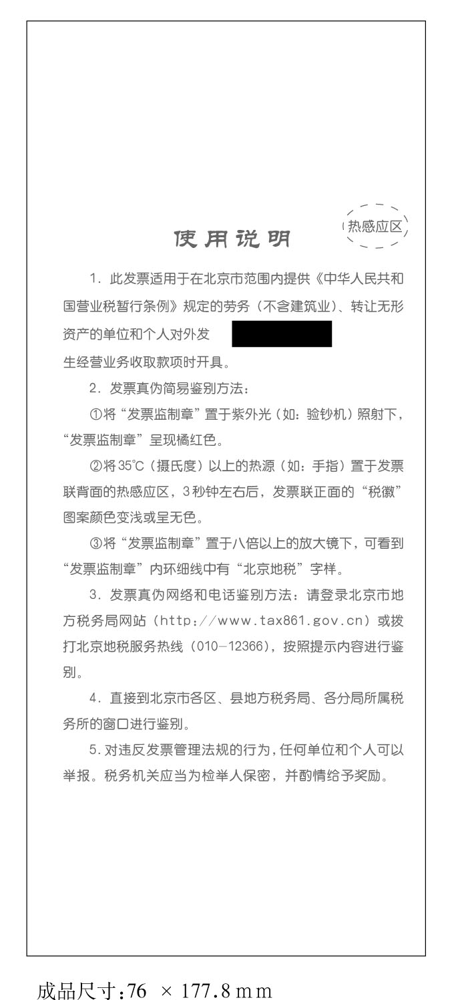 热感应区
使用说明
1. 此发票适用于在北京市范围内提供《中华人民共和
国营业税暂行条例》规定的劳务（不含建筑业）、转让无形
资产的单位和个人对外发
生经营业务收取款项时开具。
2. 发票真伪简易鉴别方法：
①将“发票监制章”置于紫外光（如：验钞机）照射下，
“发票监制章”呈现橘红色。
②将35℃（摄氏度）以上的热源（如：手指）置于发票
联背面的热感应区，3秒钟左右后，发票联正面的“税徽”
图案颜色变浅或呈无色。
③将“发票监制章”置于八倍以上的放大镜下，可看到
“发票监制章”内环细线中有“北京地税”字样。
3. 发票真伪网络和电话鉴别方法：请登录北京市地
方税务局网站（http://www.tax861.gov.cn）或拨
打北京地税服务热线（010-12366），按照提示内容进行鉴
别。
4. 直接到北京市各区、县地方税务局、各分局所属税
务所的窗口进行鉴别。
5. 对违反发票管理法规的行为，任何单位和个人可以
举报。税务机关应当为检举人保密，并酌情给予奖励。
成品尺寸:76 × 177.8mm